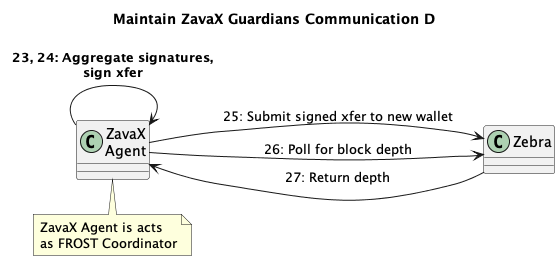 Maintain ZavaX Guardians Communication D
23, 24: Aggregate signatures,
sign xfer
C ZavaX
Agent
25: Submit signed xfer to new wallet
26: Poll for block depth
27: Return depth
C Zebra
ZavaX Agent is acts
as FROST Coordinator